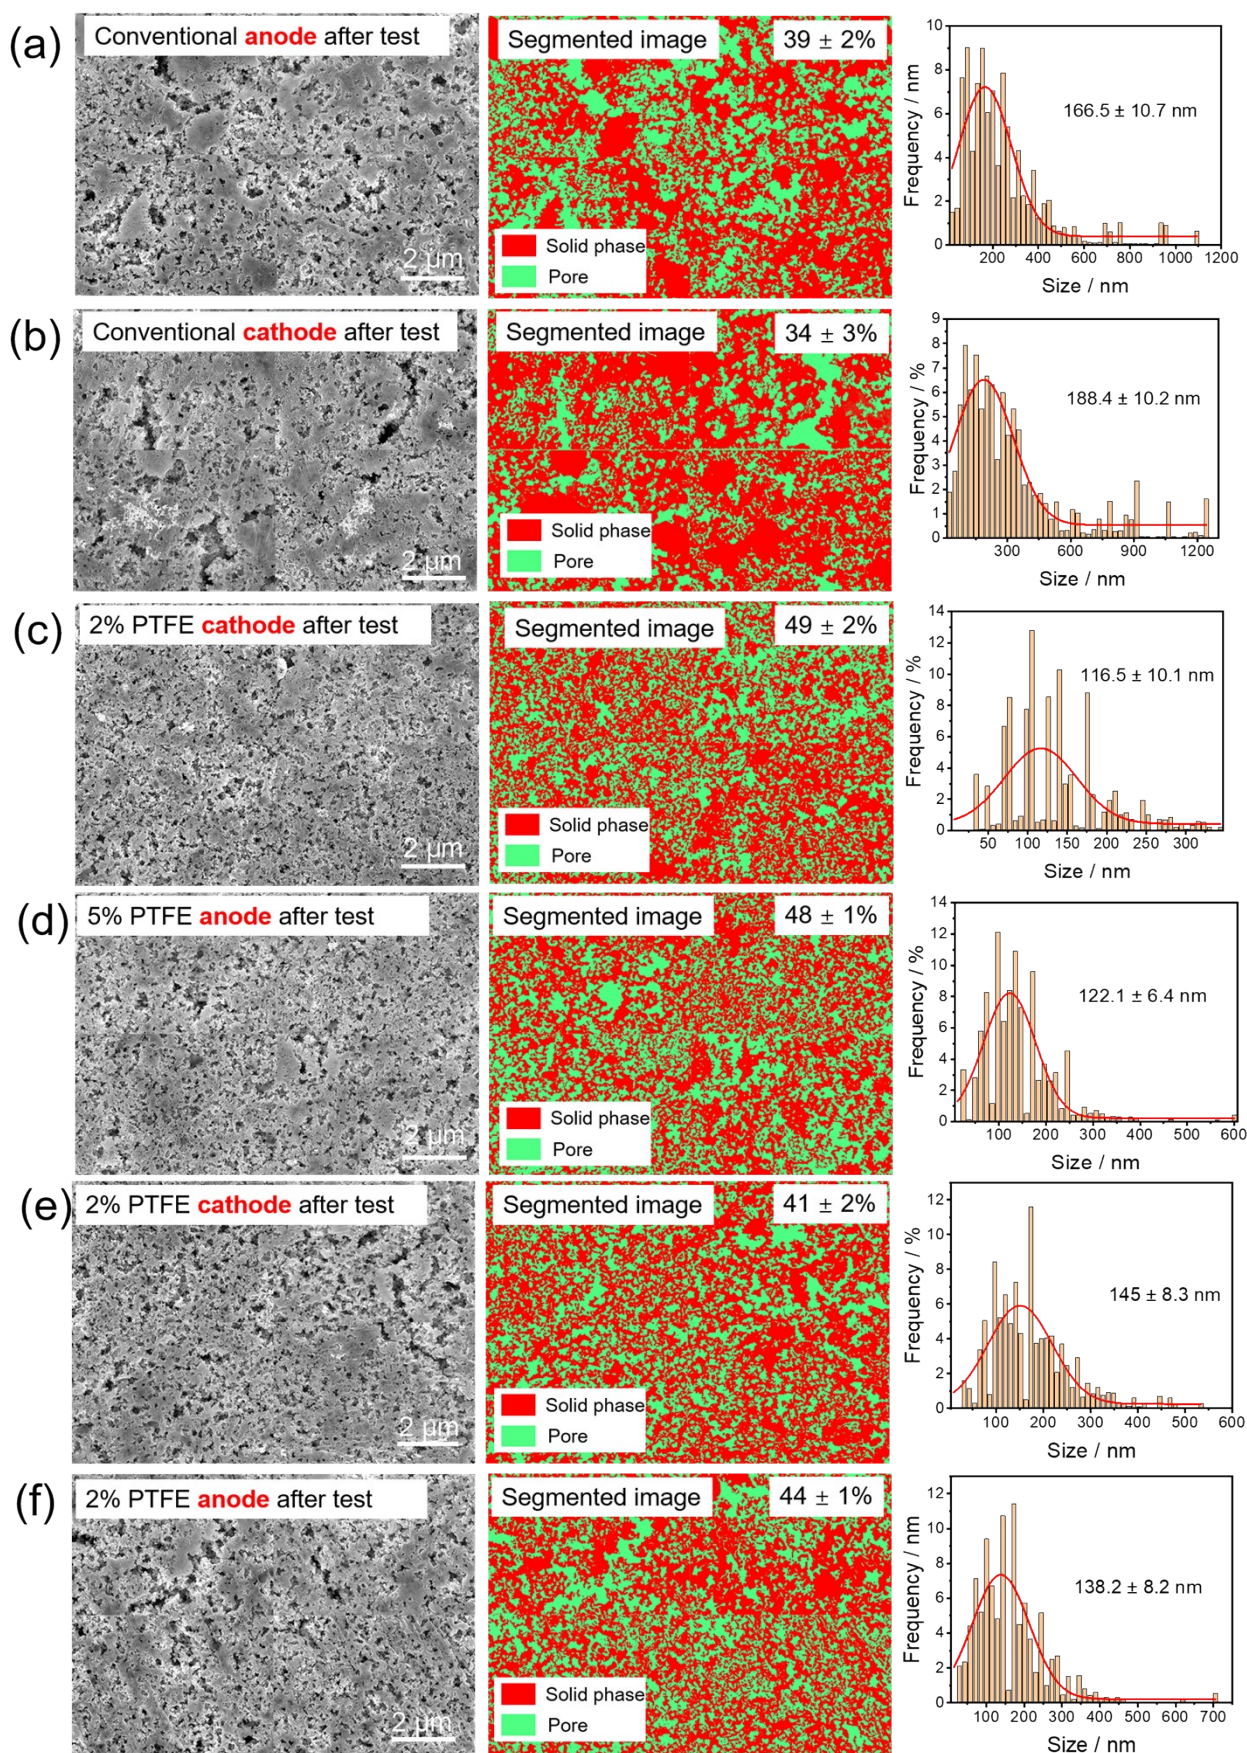 (a)
Conventional anode after test
2 μm
Segmented image
39 ± 2%
Solid phase
Pore
Frequency / nm
10
8
6
4
2
0
166.5 ± 10.7 nm
200 400 600 800 1000 1200
Size / nm
(b)
Conventional cathode after test
2 μm
Segmented image
34 ± 3%
Solid phase
Pore
Frequency / %
9
8
7
6
5
4
3
2
1
0
188.4 ± 10.2 nm
300 600 900 1200
Size / nm
(c)
2% PTFE cathode after test
2 μm
Segmented image
49 ± 2%
Solid phase
Pore
Frequency / %
14
12
10
8
6
4
2
0
116.5 ± 10.1 nm
50 100 150 200 250 300
Size / nm
(d)
5% PTFE anode after test
2 μm
Segmented image
48 ± 1%
Solid phase
Pore
Frequency / %
14
12
10
8
6
4
2
0
122.1 ± 6.4 nm
100 200 300 400 500 600
Size / nm
(e)
2% PTFE cathode after test
2 μm
Segmented image
41 ± 2%
Solid phase
Pore
Frequency / %
12
10
8
6
4
2
0
145 ± 8.3 nm
100 200 300 400 500 600
Size / nm
(f)
2% PTFE anode after test
2 μm
Segmented image
44 ± 1%
Solid phase
Pore
Frequency / nm
12
10
8
6
4
2
0
138.2 ± 8.2 nm
100 200 300 400 500 600 700
Size / nm